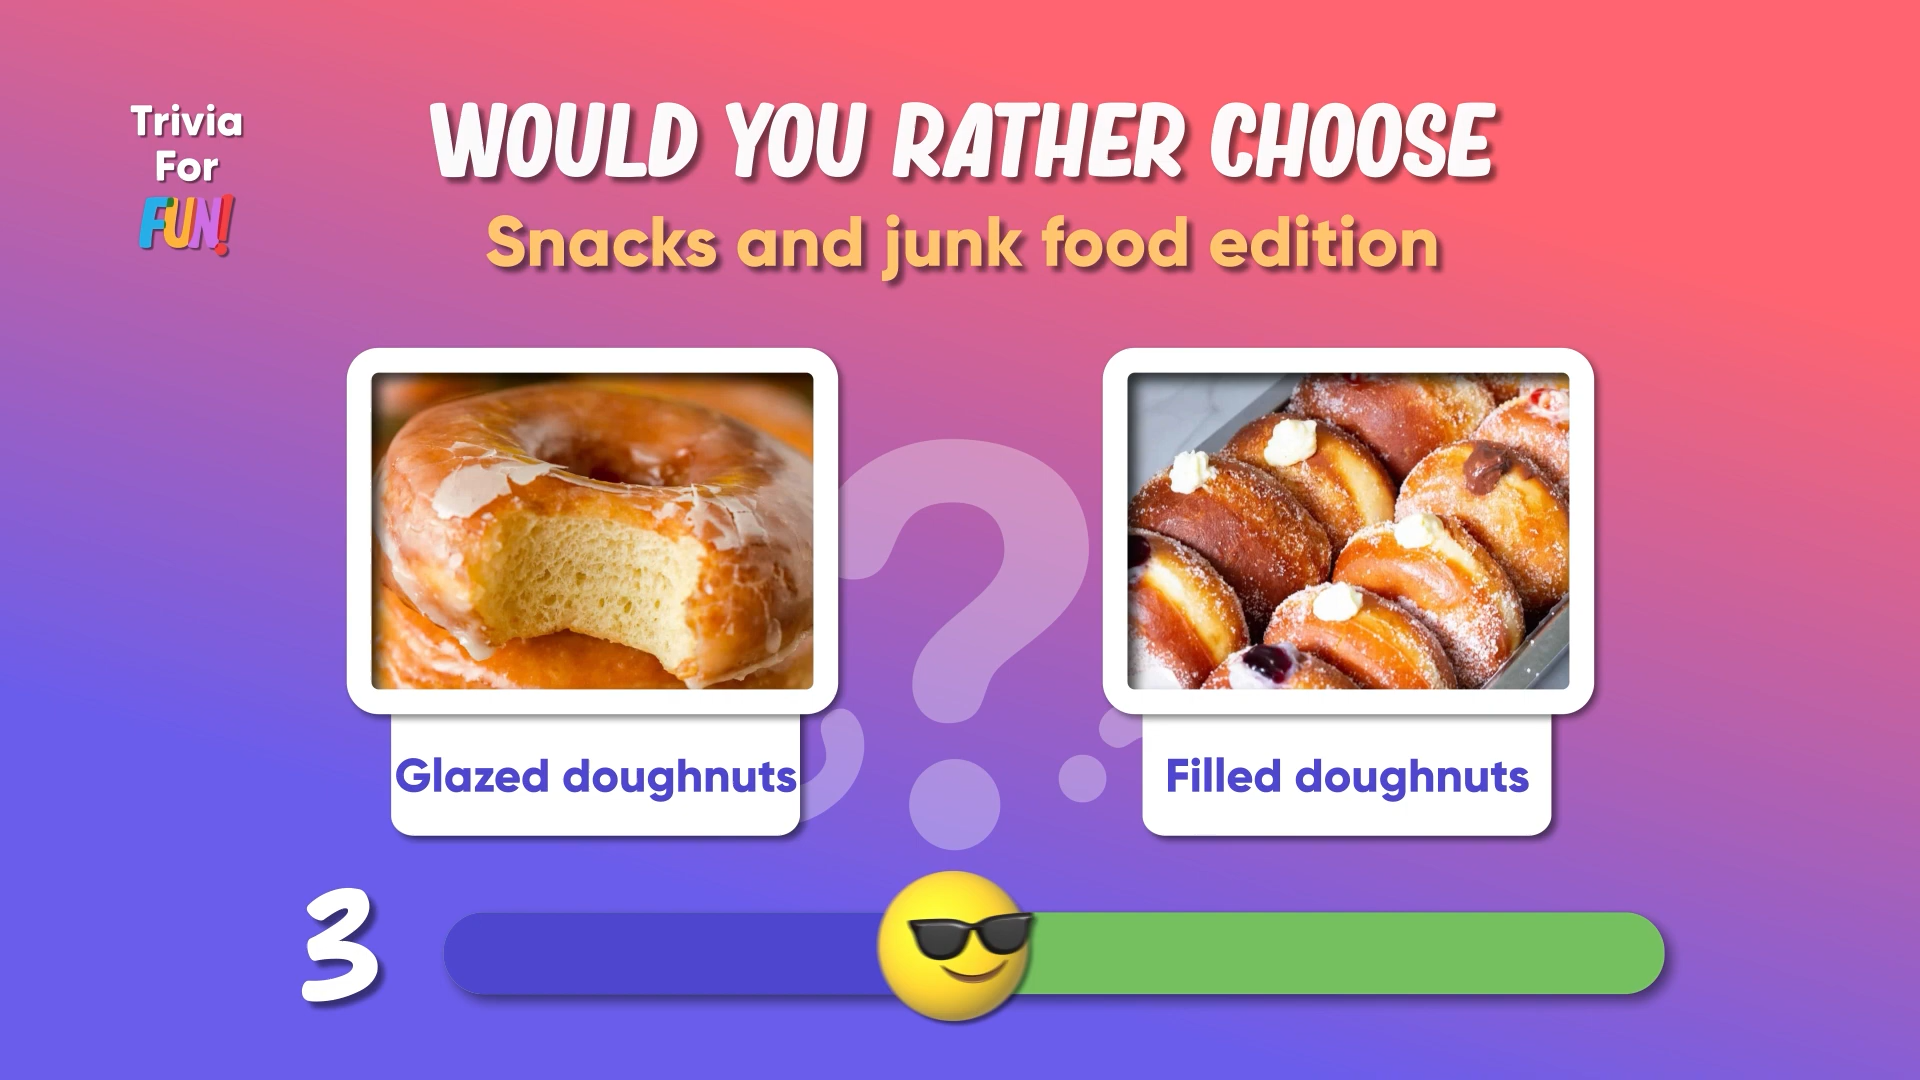 Trivia
For
FUN!
WOULD YOU RATHER CHOOSE
Snacks and junk food edition
Glazed doughnuts
Filled doughnuts
3